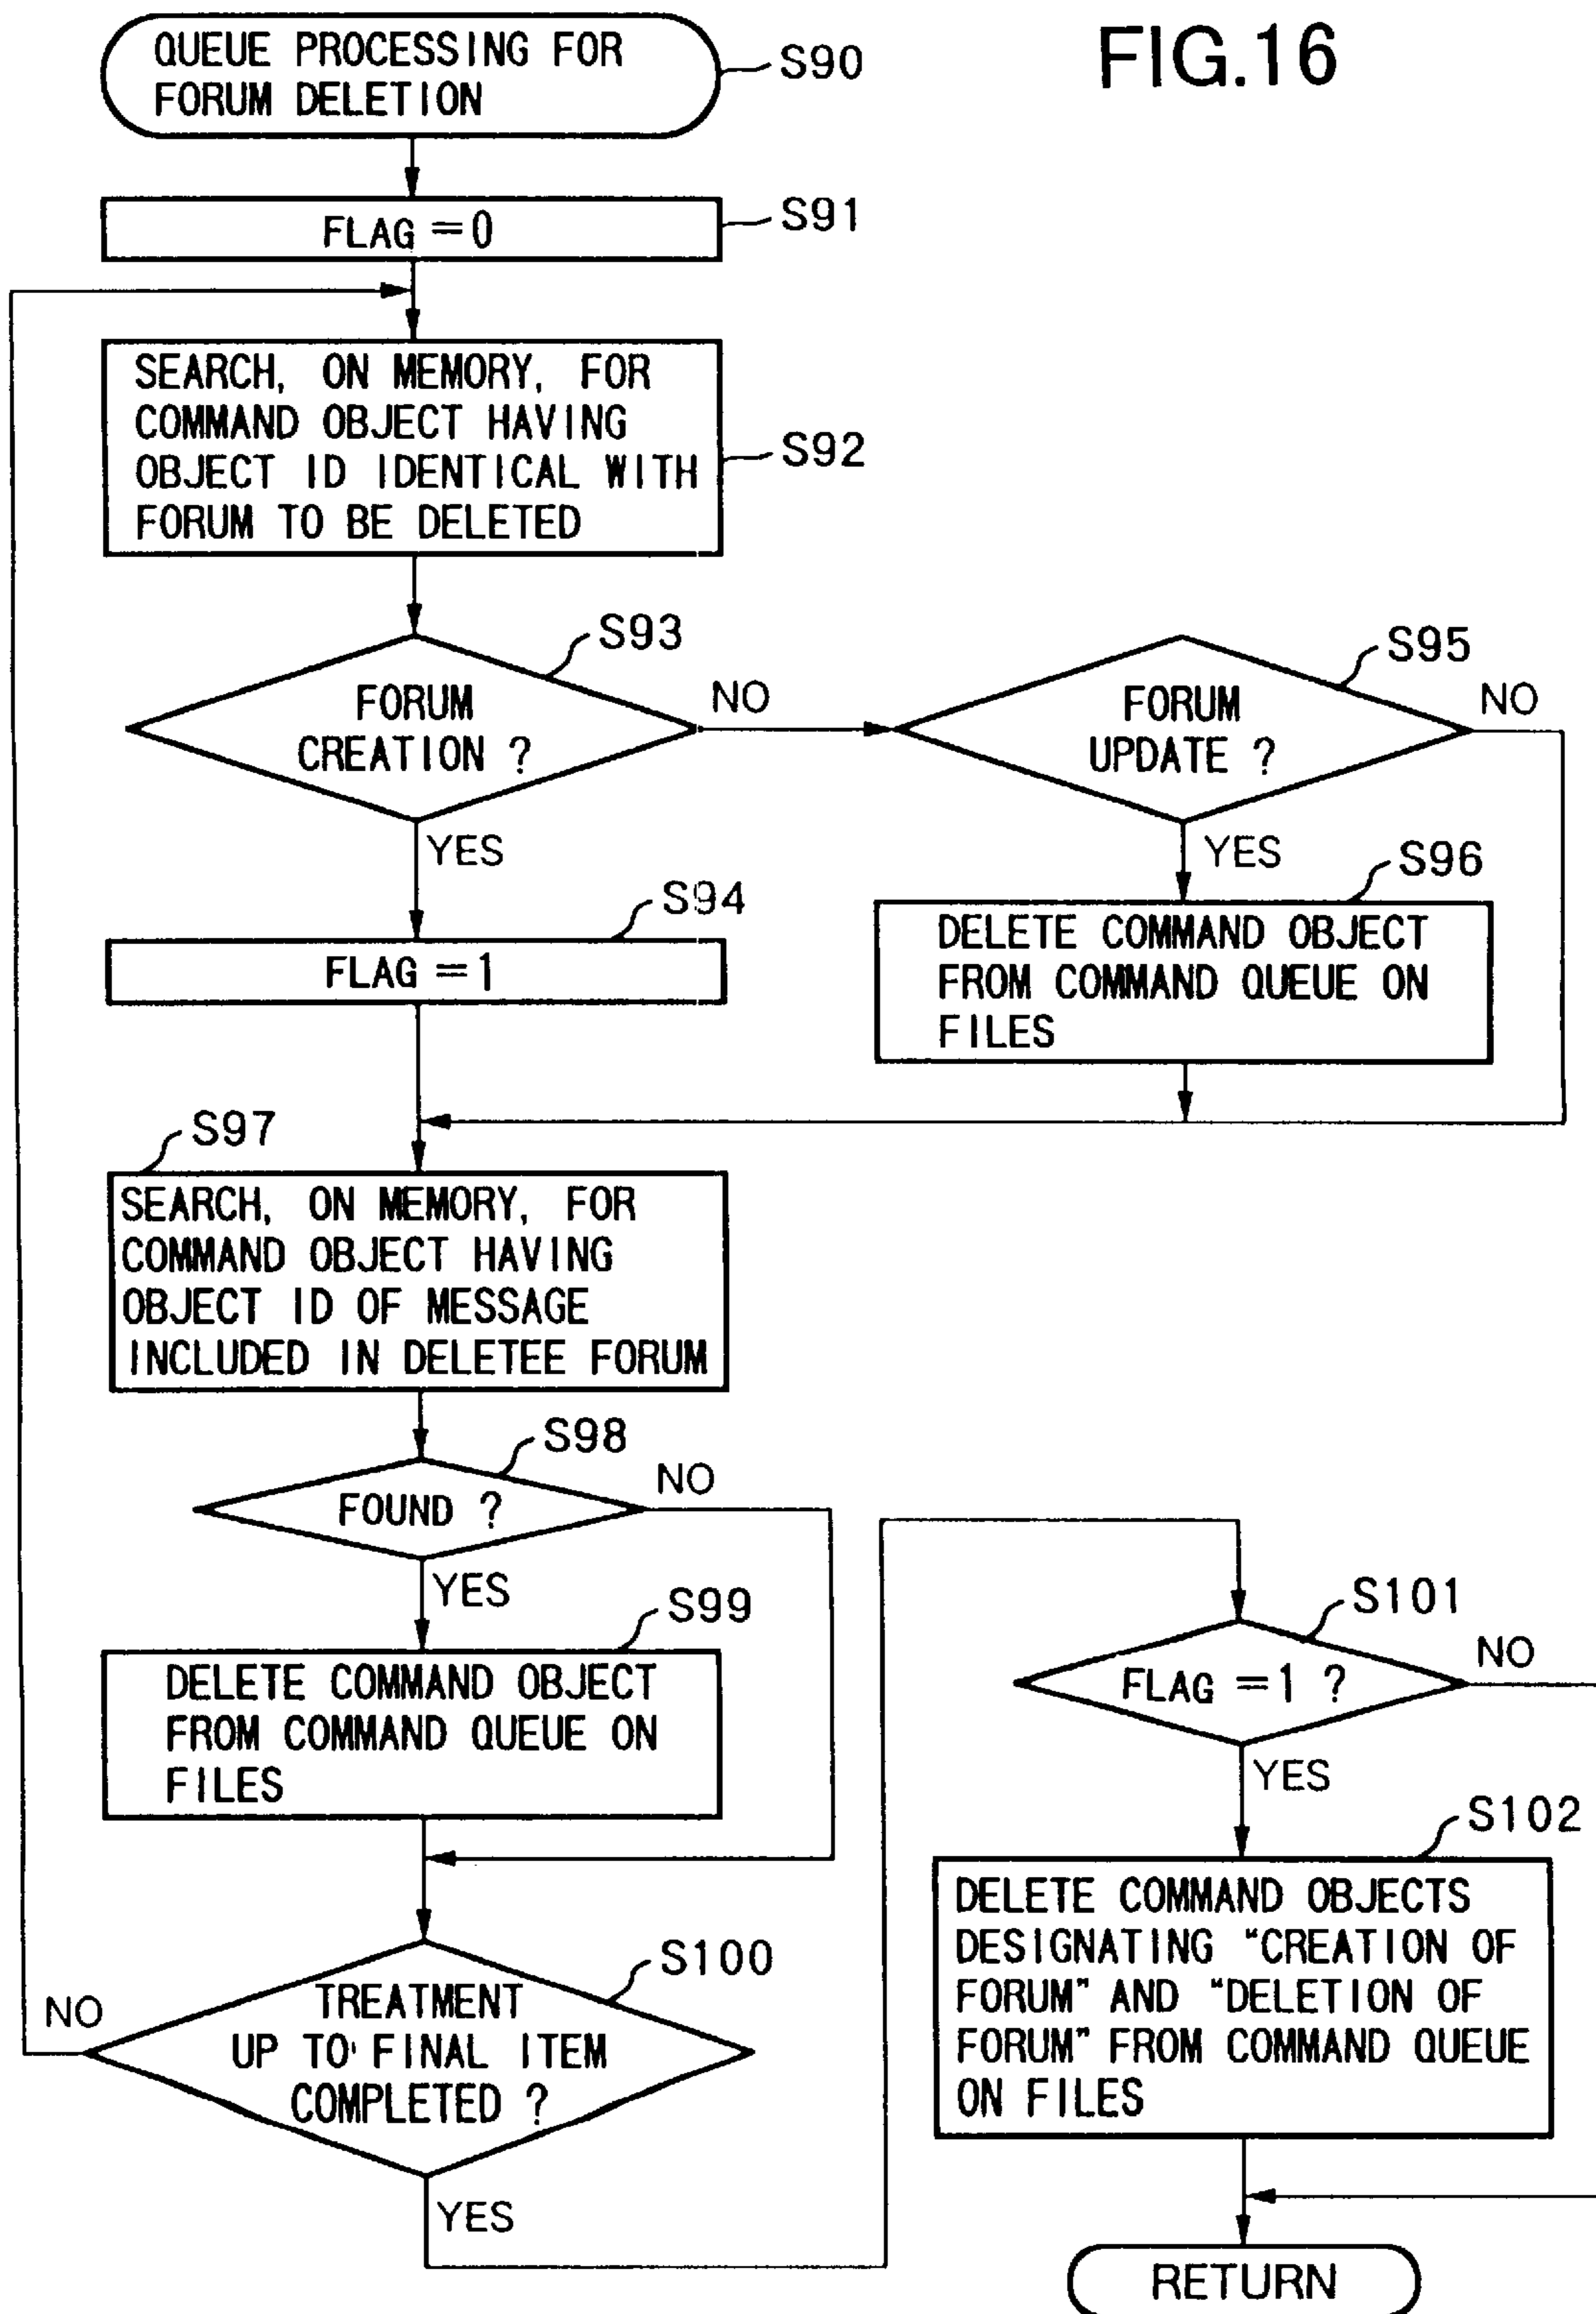 FIG.16
QUEUE PROCESSING FOR
FORUM DELETION
S90
FLAG =0
S91
SEARCH, ON MEMORY, FOR
COMMAND OBJECT HAVING
OBJECT ID IDENTICAL WITH
FORUM TO BE DELETED
S92
S93
FORUM
CREATION ?
NO
YES
S95
FORUM
UPDATE ?
NO
YES
S94
FLAG =1
S96
DELETE COMMAND OBJECT
FROM COMMAND QUEUE ON
FILES
S97
SEARCH, ON MEMORY, FOR
COMMAND OBJECT HAVING
OBJECT ID OF MESSAGE
INCLUDED IN DELETEE FORUM
S98
FOUND ?
NO
YES
S99
DELETE COMMAND OBJECT
FROM COMMAND QUEUE ON
FILES
S100
TREATMENT
UP TO FINAL ITEM
COMPLETED ?
NO
YES
S101
FLAG =1 ?
NO
YES
S102
DELETE COMMAND OBJECTS
DESIGNATING "CREATION OF
FORUM" AND "DELETION OF
FORUM" FROM COMMAND QUEUE
ON FILES
RETURN